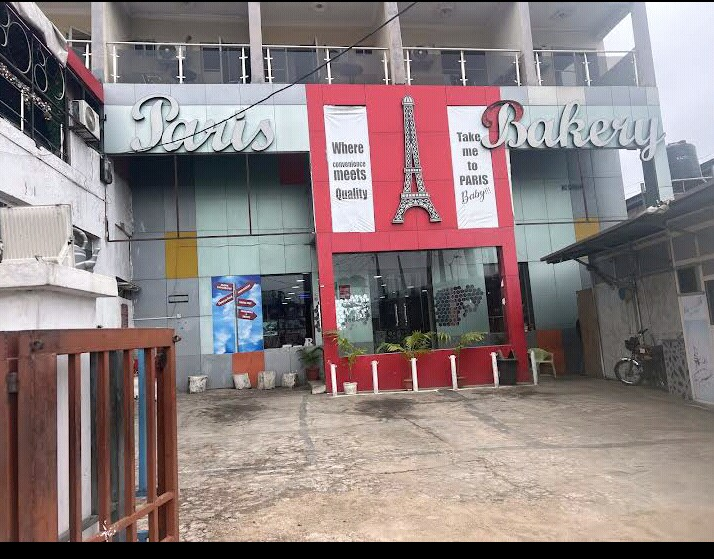 Paris
Bakery
Where
convenience
meets
Quality
Take
me
to
PARIS
Baby!!!